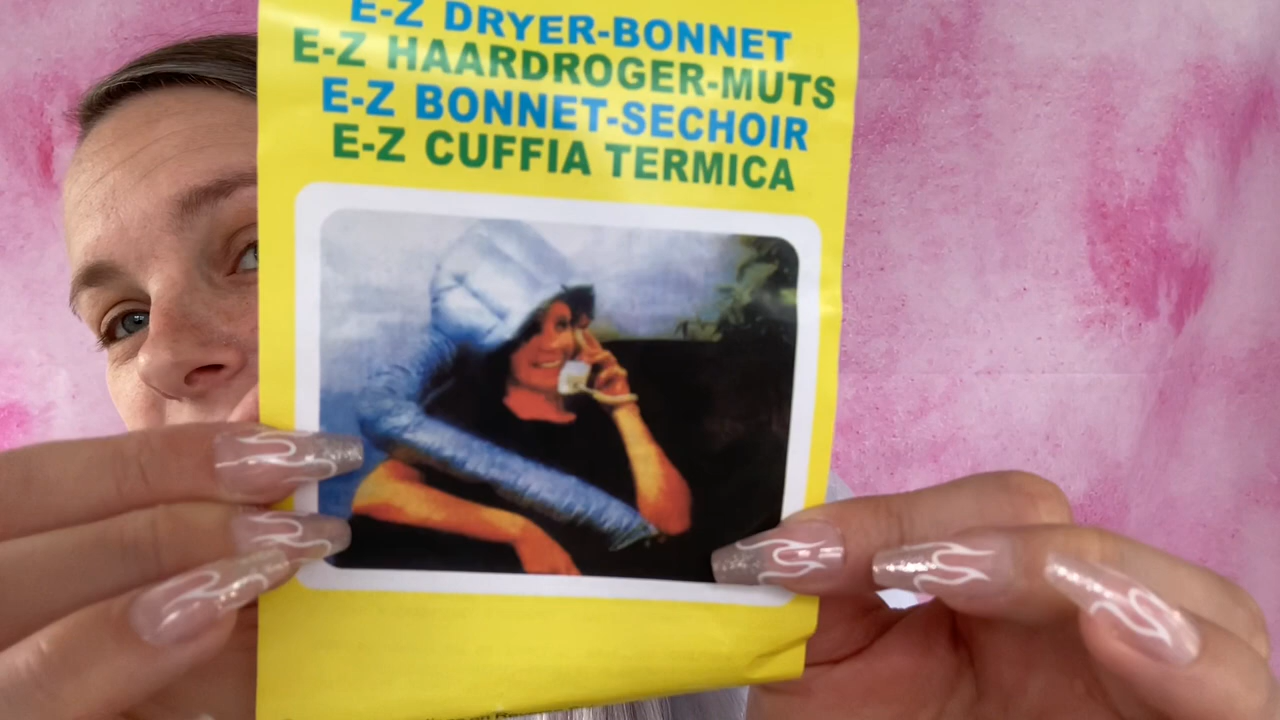 E-Z DRYER-BONNET
E-Z HAARDROGER-MUTS
E-Z BONNET-SECHOIR
E-Z CUFFIA TERMICA